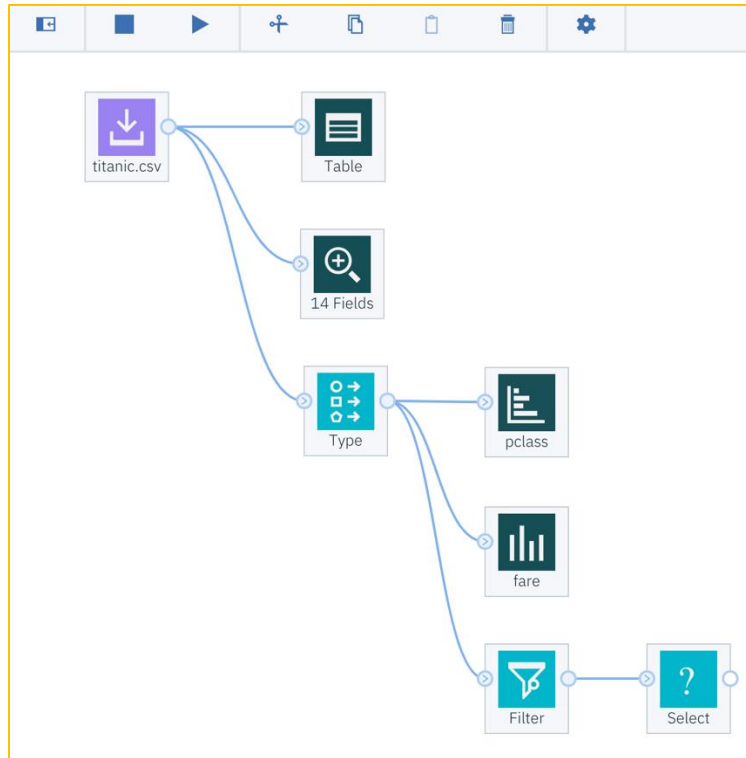 titanic.csv
Table
14 Fields
Type
pclass
fare
Filter
?
Select